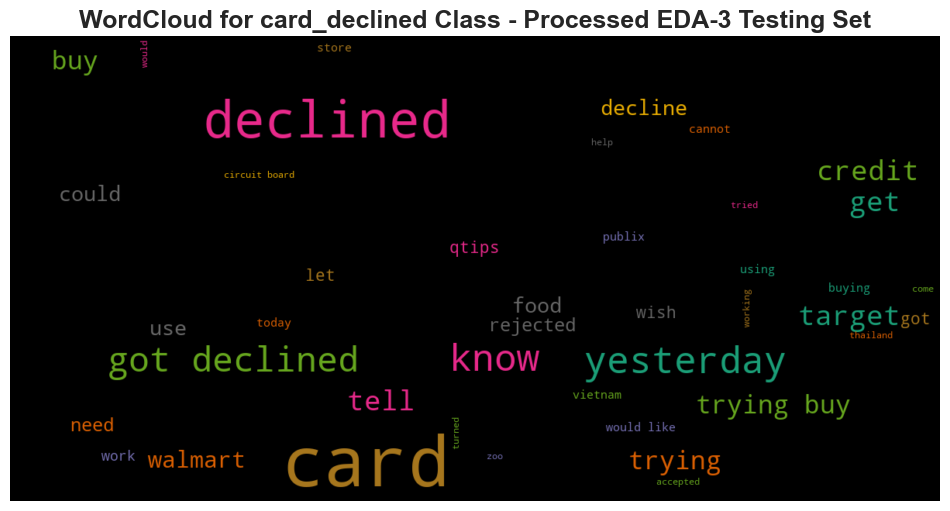 WordCloud for card_declined Class - Processed EDA-3 Testing Set
would
store
buy
declined
decline
cannot
help
circuit board
credit
could
get
tried
publix
qtips
using
let
buying
come
food
wish
working
target
got
today
rejected
use
thailand
got declined
know
yesterday
tell
vietnam
trying buy
need
turned
would like
work
walmart
card
zoo
trying
accepted